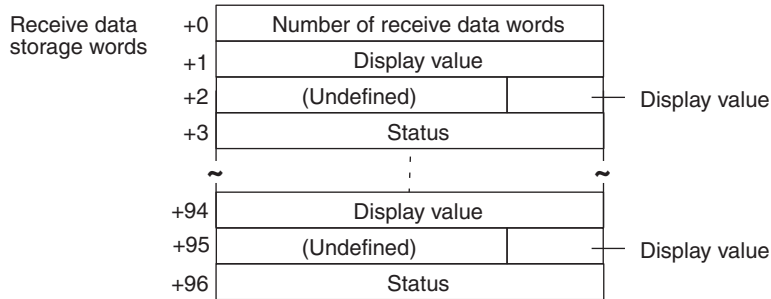 Receive data
storage words
+0 Number of receive data words
+1 Display value
+2 (Undefined) Display value
+3 Status
~ ~
+94 Display value
+95 (Undefined) Display value
+96 Status